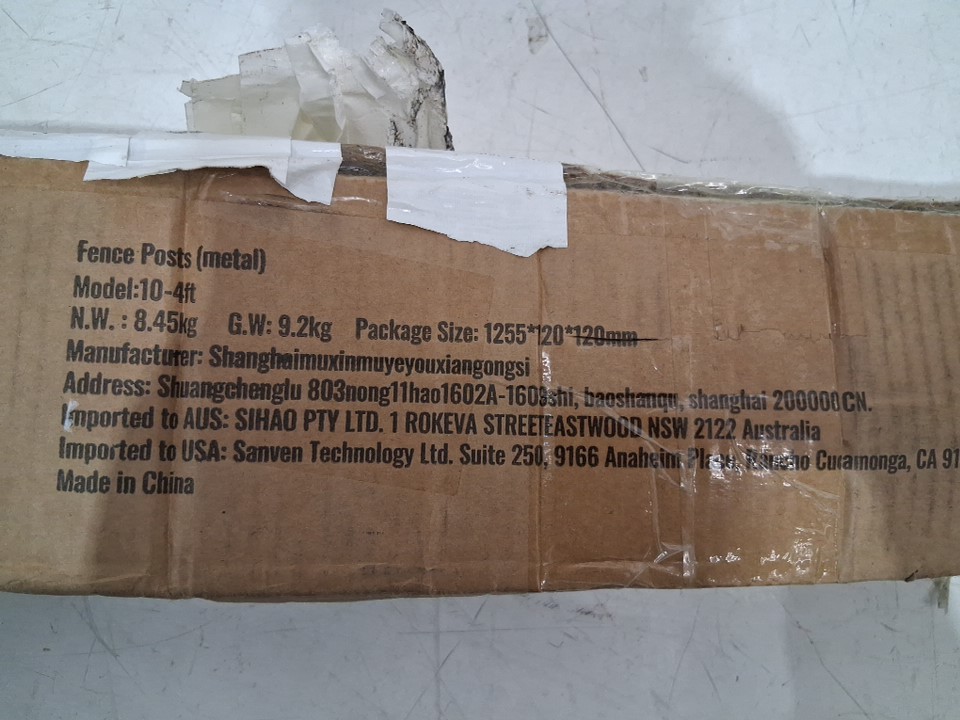 Fence Posts (metal)
Model:10-4ft
N.W. : 8.45kg G.W: 9.2kg Package Size: 1255*120*120mm
Manufacturer: Shanghaimuxinmuyeyouxiangongsi
Address: Shuangchenglu 803nong11hao1602A-1603shi, baoshanqu, shanghai 200000CN.
Imported to AUS: SIHAO PTY LTD. 1 ROKEVA STREETEASTWOOD NSW 2122 Australia
Imported to USA: Sanven Technology Ltd. Suite 250, 9166 Anaheim Place, Rancho Cucamonga, CA 91
Made in China